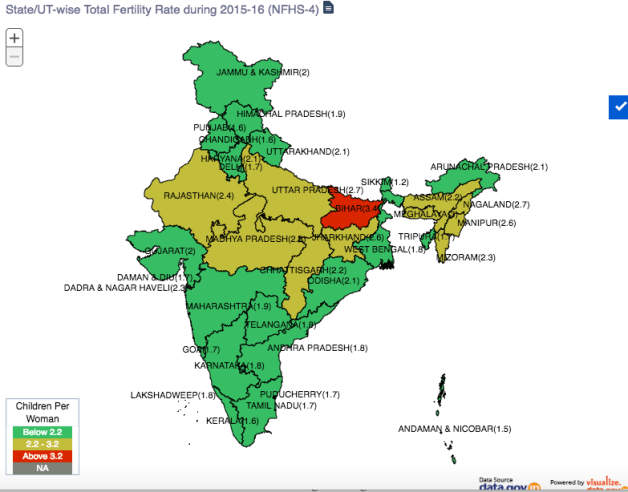 State/UT-wise Total Fertility Rate during 2015-16 (NFHS-4)
+
−
JAMMU & KASHMIR(2)
HIMACHAL PRADESH(1.9)
PUNJAB(1.6)
CHANDIGARH(1.6)
UTTARAKHAND(2.1)
HARYANA(2.1)
DELHI(1.7)
ARUNACHAL PRADESH(2.1)
SIKKIM(1.2)
UTTAR PRADESH(2.7)
RAJASTHAN(2.4)
ASSAM(2.2)
NAGALAND(2.7)
BIHAR(3.4)
MEGHALAYA
MANIPUR(2.6)
TRIPURA
MADHYA PRADESH
JHARKHAND(2.6)
WEST BENGAL(1.8)
GUJARAT(2)
MIZORAM(2.3)
CHHATTISGARH(2.2)
DAMAN & DIU(1.7)
ODISHA(2.1)
DADRA & NAGAR HAVELI(2.3)
MAHARASHTRA(1.9)
TELANGANA
GOA(1.7)
ANDHRA PRADESH(1.8)
KARNATAKA(1.8)
LAKSHADWEEP(1.8)
PUDUCHERRY(1.7)
TAMIL NADU(1.7)
KERALA(1.6)
ANDAMAN & NICOBAR(1.5)
Children Per
Woman
Below 2.2
2.2 - 3.2
Above 3.2
NA
Data Source
data.gov.in
Powered by visualize.